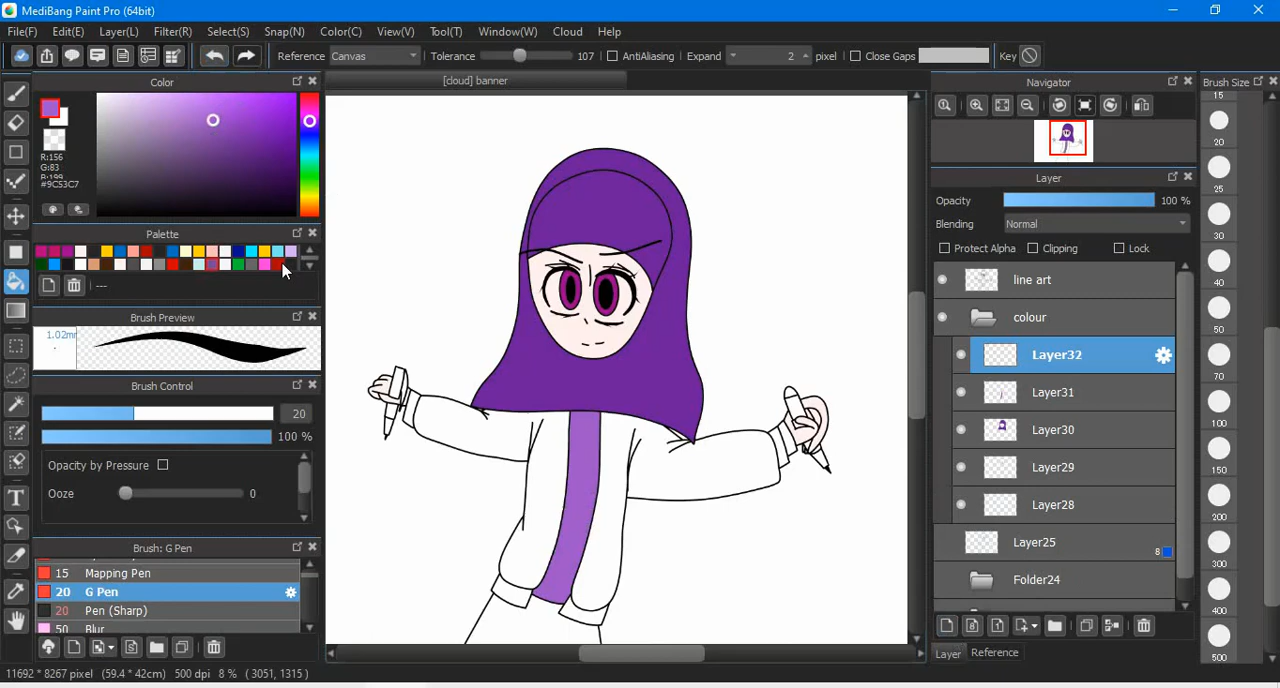 MediBang Paint Pro (64bit)
File(F) Edit(E) Layer(L) Filter(R) Select(S) Snap(N) Color(C) View(V) Tool(T) Window(W) Cloud Help
Reference Canvas Tolerance 107 AntiAliasing Expand 2 pixel Close Gaps Key
Color
[cloud] banner
Navigator
Brush Size
R:156
G:83
B:199
#9C53C7
Palette
---
Brush Preview
1.02mm
Brush Control
20
100 %
Opacity by Pressure
Ooze 0
Brush: G Pen
15 Mapping Pen
20 G Pen
20 Pen (Sharp)
50 Blur
Layer
Opacity 100 %
Blending Normal
Protect Alpha Clipping Lock
line art
colour
Layer32
Layer31
Layer30
Layer29
Layer28
Layer25
8
Folder24
Layer Reference
15
20
25
30
40
50
70
100
150
200
300
400
500
11692 * 8267 pixel (59.4 * 42cm) 500 dpi 8 % ( 3051, 1315 )